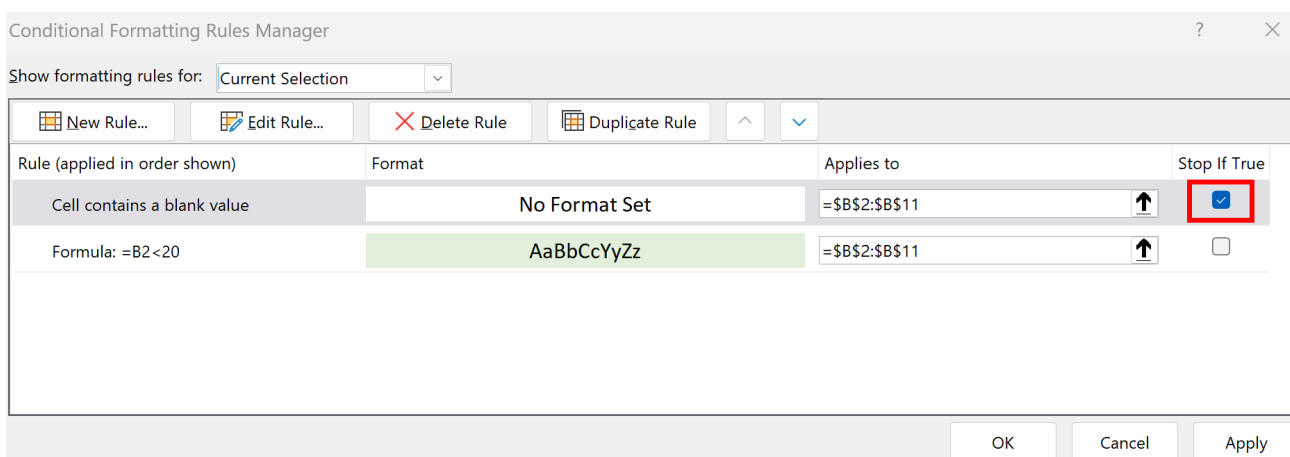 Conditional Formatting Rules Manager ?
Show formatting rules for: Current Selection
New Rule... Edit Rule... Delete Rule Duplicate Rule
Rule (applied in order shown) Format Applies to Stop If True
Cell contains a blank value No Format Set =$B$2:$B$11
Formula: =B2<20 AaBbCcYyZz =$B$2:$B$11
OK Cancel Apply